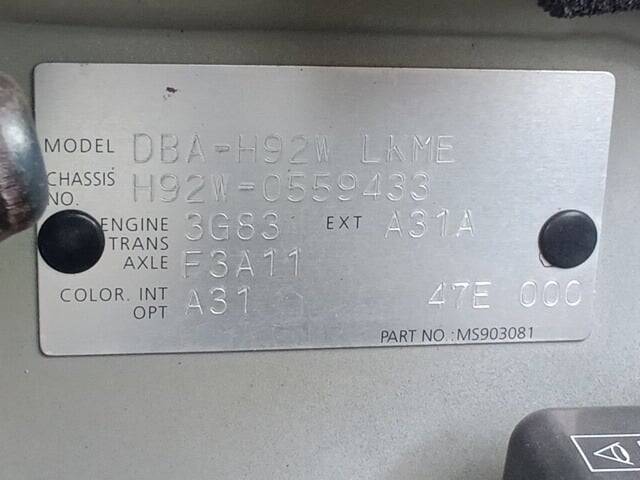 MODEL DBA-H92W LKME
CHASSIS NO. H92W-0559433
ENGINE 3G83 EXT A31A
TRANS AXLE F3A11
COLOR. INT OPT A31 47E 000
PART NO.:MS903081